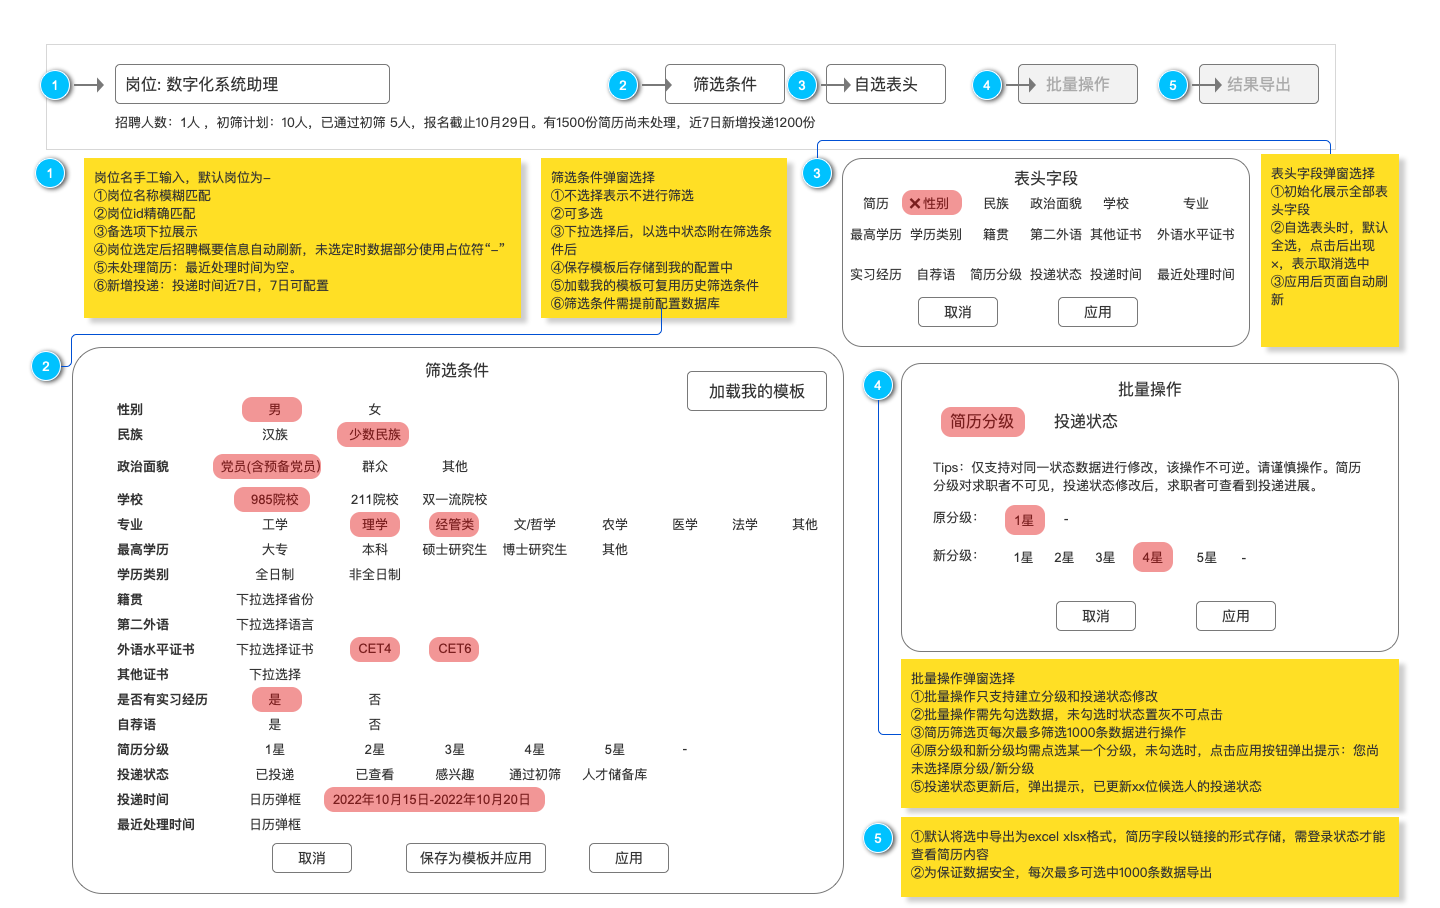 1
岗位: 数字化系统助理
2
筛选条件
3
自选表头
4
批量操作
5
结果导出
招聘人数：1人 ，初筛计划：10人，已通过初筛 5人，报名截止10月29日。有1500份简历尚未处理，近7日新增投递1200份
1
岗位名手工输入，默认岗位为–
①岗位名称模糊匹配
②岗位id精确匹配
③备选项下拉展示
④岗位选定后招聘概要信息自动刷新，未选定时数据部分使用占位符“–”
⑤未处理简历：最近处理时间为空。
⑥新增投递：投递时间近7日，7日可配置
筛选条件弹窗选择
①不选择表示不进行筛选
②可多选
③下拉选择后，以选中状态附在筛选条
件后
④保存模板后存储到我的配置中
⑤加载我的模板可复用历史筛选条件
⑥筛选条件需提前配置数据库
3
表头字段
简历 ×性别 民族 政治面貌 学校 专业
最高学历 学历类别 籍贯 第二外语 其他证书 外语水平证书
实习经历 自荐语 简历分级 投递状态 投递时间 最近处理时间
取消 应用
表头字段弹窗选择
①初始化展示全部表
头字段
②自选表头时，默认
全选，点击后出现
×，表示取消选中
③应用后页面自动刷
新
2
筛选条件
加载我的模板
性别 男 女
民族 汉族 少数民族
政治面貌 党员(含预备党员) 群众 其他
学校 985院校 211院校 双一流院校
专业 工学 理学 经管类 文/哲学 农学 医学 法学 其他
最高学历 大专 本科 硕士研究生 博士研究生 其他
学历类别 全日制 非全日制
籍贯 下拉选择省份
第二外语 下拉选择语言
外语水平证书 下拉选择证书 CET4 CET6
其他证书 下拉选择
是否有实习经历 是 否
自荐语 是 否
简历分级 1星 2星 3星 4星 5星 -
投递状态 已投递 已查看 感兴趣 通过初筛 人才储备库
投递时间 日历弹框 2022年10月15日-2022年10月20日
最近处理时间 日历弹框
取消 保存为模板并应用 应用
4
批量操作
简历分级 投递状态
Tips：仅支持对同一状态数据进行修改，该操作不可逆。请谨慎操作。简历
分级对求职者不可见，投递状态修改后，求职者可查看到投递进展。
原分级： 1星 -
新分级： 1星 2星 3星 4星 5星 -
取消 应用
批量操作弹窗选择
①批量操作只支持建立分级和投递状态修改
②批量操作需先勾选数据，未勾选时状态置灰不可点击
③简历筛选页每次最多筛选1000条数据进行操作
④原分级和新分级均需点选某一个分级，未勾选时，点击应用按钮弹出提示：您尚
未选择原分级/新分级
⑤投递状态更新后，弹出提示，已更新xx位候选人的投递状态
5
①默认将选中导出为excel xlsx格式，简历字段以链接的形式存储，需登录状态才能
查看简历内容
②为保证数据安全，每次最多可选中1000条数据导出